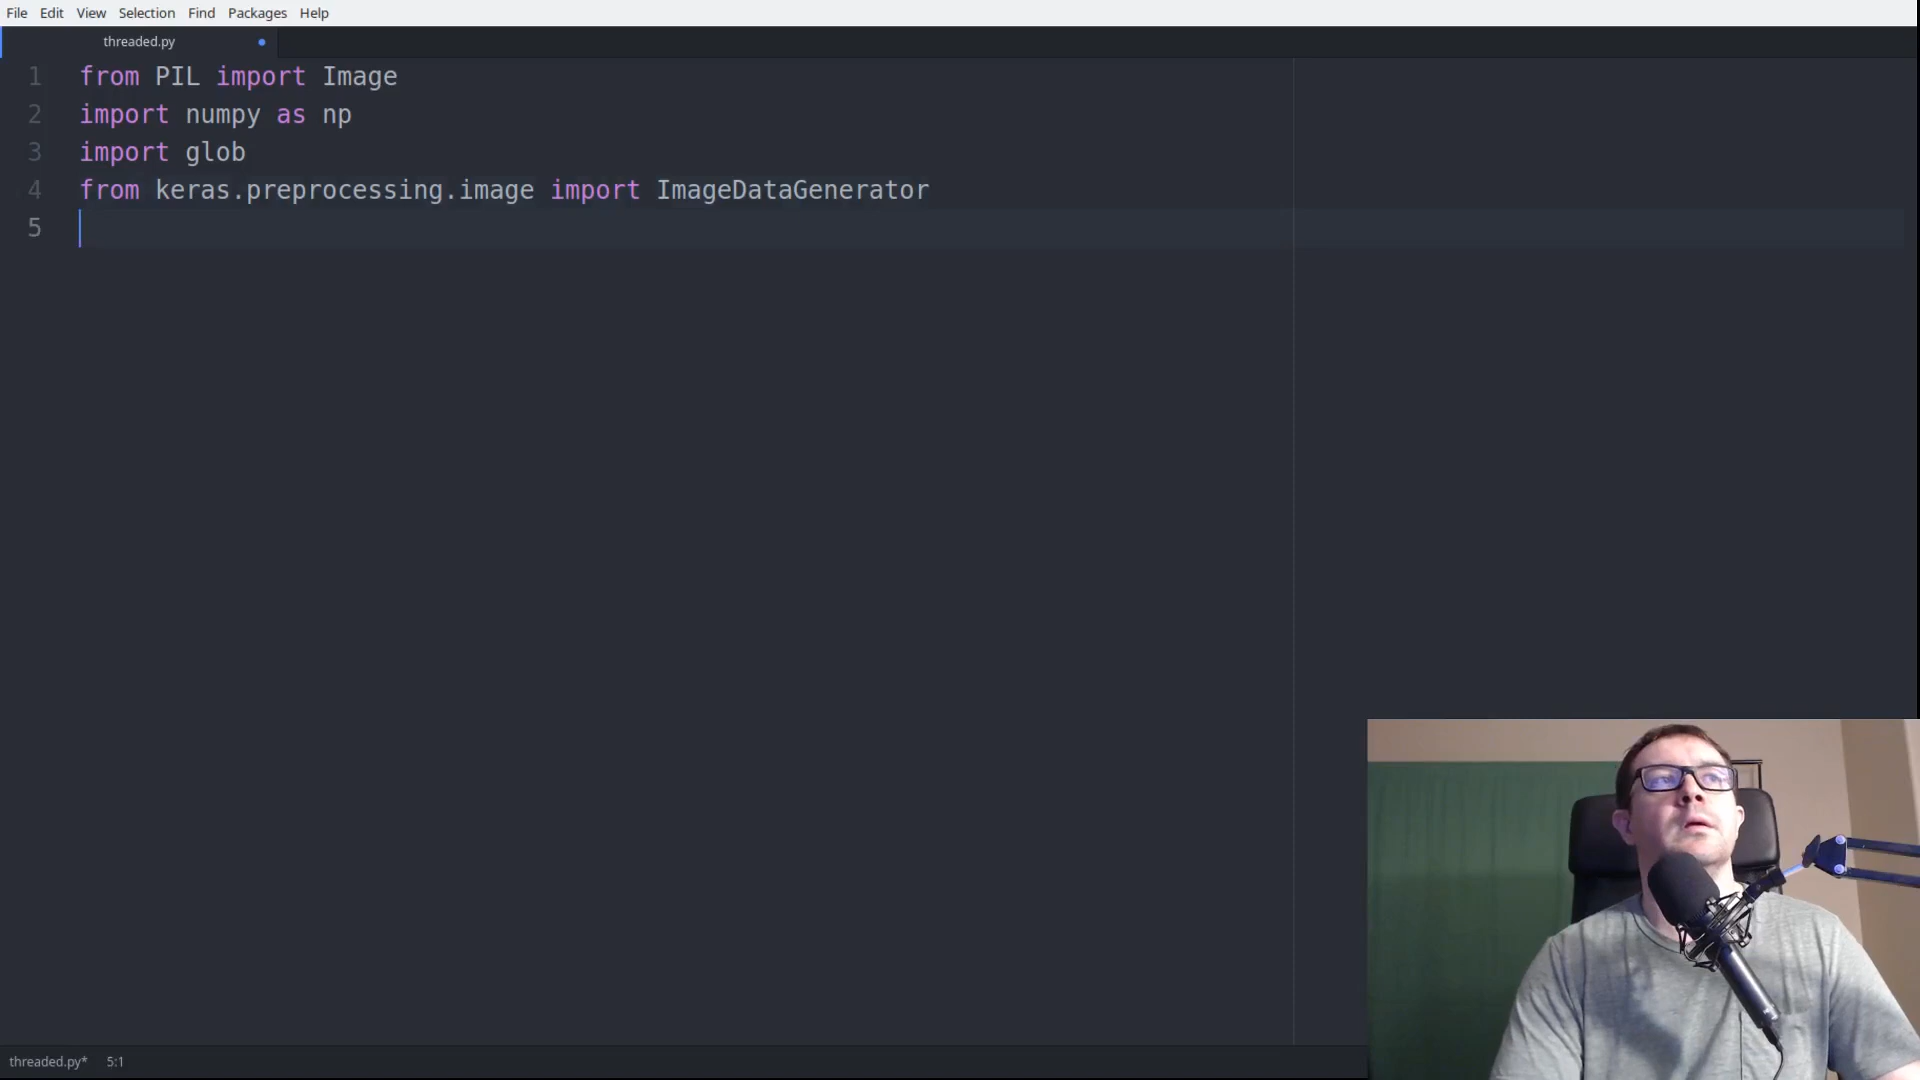 File Edit View Selection Find Packages Help
threaded.py
1 from PIL import Image
2 import numpy as np
3 import glob
4 from keras.preprocessing.image import ImageDataGenerator
5
threaded.py* 5:1